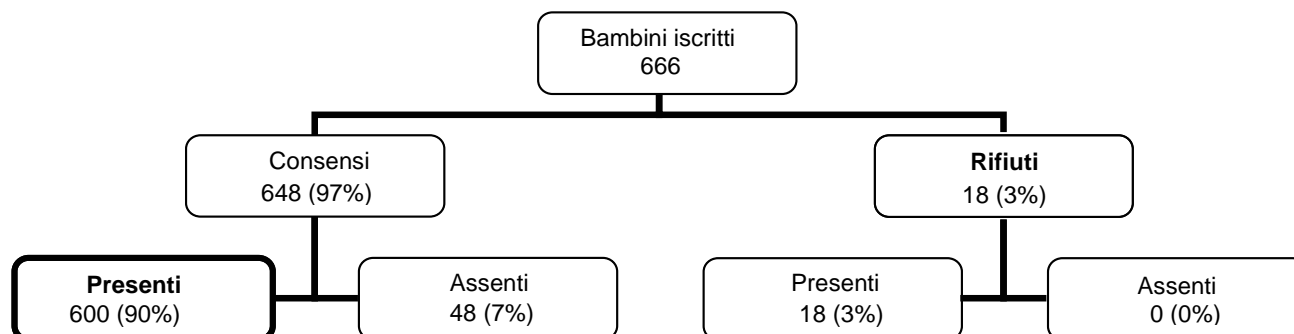 Bambini iscritti
666
Consensi
648 (97%)
Rifiuti
18 (3%)
Presenti
600 (90%)
Assenti
48 (7%)
Presenti
18 (3%)
Assenti
0 (0%)